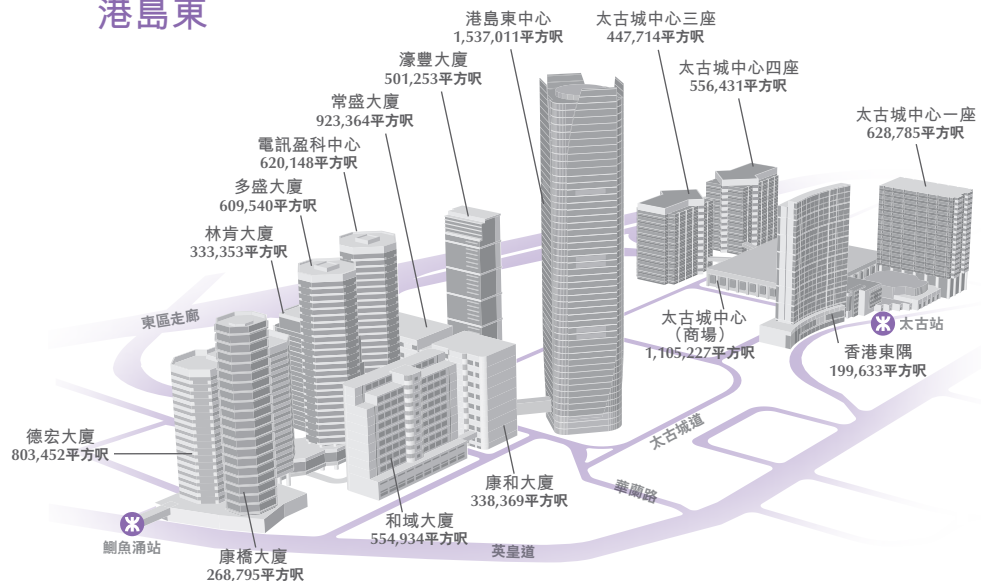 港島東
港島東中心
1,537,011平方呎
太古城中心三座
447,714平方呎
濠豐大廈
501,253平方呎
太古城中心四座
556,431平方呎
常盛大廈
923,364平方呎
太古城中心一座
628,785平方呎
電訊盈科中心
620,148平方呎
多盛大廈
609,540平方呎
林肯大廈
333,353平方呎
東區走廊
太古城中心
（商場）
1,105,227平方呎
太古站
香港東隅
199,633平方呎
德宏大廈
803,452平方呎
太古城道
康和大廈
338,369平方呎
華蘭路
和域大廈
554,934平方呎
鰂魚涌站
英皇道
康橋大廈
268,795平方呎